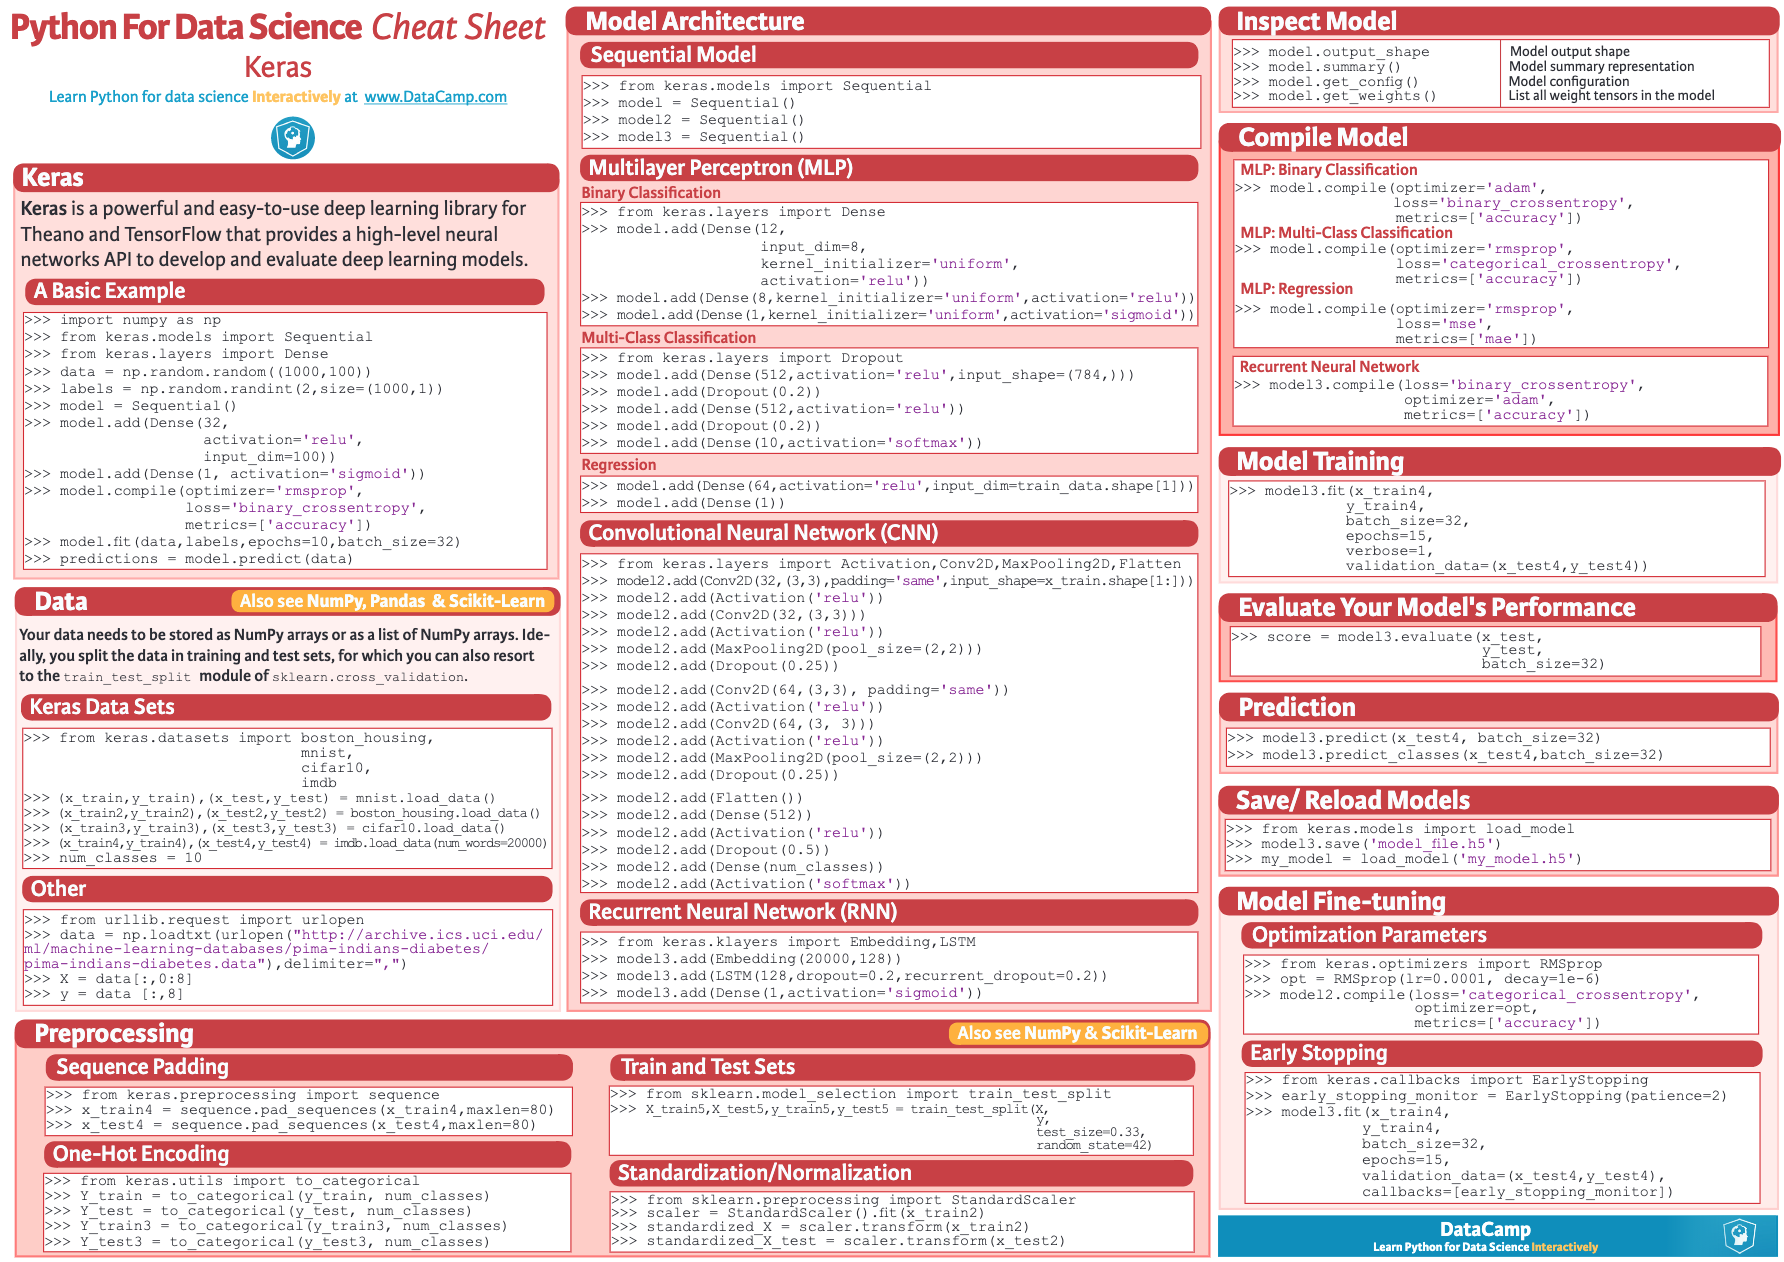 Python For Data Science Cheat Sheet
Keras
Learn Python for data science Interactively at www.DataCamp.com
Keras
Keras is a powerful and easy-to-use deep learning library for
Theano and TensorFlow that provides a high-level neural
networks API to develop and evaluate deep learning models.
A Basic Example
>>> import numpy as np
>>> from keras.models import Sequential
>>> from keras.layers import Dense
>>> data = np.random.random((1000,100))
>>> labels = np.random.randint(2,size=(1000,1))
>>> model = Sequential()
>>> model.add(Dense(32,
activation='relu',
input_dim=100))
>>> model.add(Dense(1, activation='sigmoid'))
>>> model.compile(optimizer='rmsprop',
loss='binary_crossentropy',
metrics=['accuracy'])
>>> model.fit(data,labels,epochs=10,batch_size=32)
>>> predictions = model.predict(data)
Data
Also see NumPy, Pandas & Scikit-Learn
Your data needs to be stored as NumPy arrays or as a list of NumPy arrays. Ide-
ally, you split the data in training and test sets, for which you can also resort
to the train_test_split module of sklearn.cross_validation.
Keras Data Sets
>>> from keras.datasets import boston_housing,
mnist,
cifar10,
imdb
>>> (x_train,y_train),(x_test,y_test) = mnist.load_data()
>>> (x_train2,y_train2),(x_test2,y_test2) = boston_housing.load_data()
>>> (x_train3,y_train3),(x_test3,y_test3) = cifar10.load_data()
>>> (x_train4,y_train4),(x_test4,y_test4) = imdb.load_data(num_words=20000)
>>> num_classes = 10
Other
>>> from urllib.request import urlopen
>>> data = np.loadtxt(urlopen("http://archive.ics.uci.edu/
ml/machine-learning-databases/pima-indians-diabetes/
pima-indians-diabetes.data"),delimiter=",")
>>> X = data[:,0:8]
>>> y = data [:,8]
Model Architecture
Sequential Model
>>> from keras.models import Sequential
>>> model = Sequential()
>>> model2 = Sequential()
>>> model3 = Sequential()
Multilayer Perceptron (MLP)
Binary Classification
>>> from keras.layers import Dense
>>> model.add(Dense(12,
input_dim=8,
kernel_initializer='uniform',
activation='relu'))
>>> model.add(Dense(8,kernel_initializer='uniform',activation='relu'))
>>> model.add(Dense(1,kernel_initializer='uniform',activation='sigmoid'))
Multi-Class Classification
>>> from keras.layers import Dropout
>>> model.add(Dense(512,activation='relu',input_shape=(784,)))
>>> model.add(Dropout(0.2))
>>> model.add(Dense(512,activation='relu'))
>>> model.add(Dropout(0.2))
>>> model.add(Dense(10,activation='softmax'))
Regression
>>> model.add(Dense(64,activation='relu',input_dim=train_data.shape[1]))
>>> model.add(Dense(1))
Convolutional Neural Network (CNN)
>>> from keras.layers import Activation,Conv2D,MaxPooling2D,Flatten
>>> model2.add(Conv2D(32,(3,3),padding='same',input_shape=x_train.shape[1:]))
>>> model2.add(Activation('relu'))
>>> model2.add(Conv2D(32,(3,3)))
>>> model2.add(Activation('relu'))
>>> model2.add(MaxPooling2D(pool_size=(2,2)))
>>> model2.add(Dropout(0.25))
>>> model2.add(Conv2D(64,(3,3), padding='same'))
>>> model2.add(Activation('relu'))
>>> model2.add(Conv2D(64,(3, 3)))
>>> model2.add(Activation('relu'))
>>> model2.add(MaxPooling2D(pool_size=(2,2)))
>>> model2.add(Dropout(0.25))
>>> model2.add(Flatten())
>>> model2.add(Dense(512))
>>> model2.add(Activation('relu'))
>>> model2.add(Dropout(0.5))
>>> model2.add(Dense(num_classes))
>>> model2.add(Activation('softmax'))
Recurrent Neural Network (RNN)
>>> from keras.klayers import Embedding,LSTM
>>> model3.add(Embedding(20000,128))
>>> model3.add(LSTM(128,dropout=0.2,recurrent_dropout=0.2))
>>> model3.add(Dense(1,activation='sigmoid'))
Preprocessing
Also see NumPy & Scikit-Learn
Sequence Padding
>>> from keras.preprocessing import sequence
>>> x_train4 = sequence.pad_sequences(x_train4,maxlen=80)
>>> x_test4 = sequence.pad_sequences(x_test4,maxlen=80)
One-Hot Encoding
>>> from keras.utils import to_categorical
>>> Y_train = to_categorical(y_train, num_classes)
>>> Y_test = to_categorical(y_test, num_classes)
>>> Y_train3 = to_categorical(y_train3, num_classes)
>>> Y_test3 = to_categorical(y_test3, num_classes)
Train and Test Sets
>>> from sklearn.model_selection import train_test_split
>>> X_train5,X_test5,y_train5,y_test5 = train_test_split(X,
y,
test_size=0.33,
random_state=42)
Standardization/Normalization
>>> from sklearn.preprocessing import StandardScaler
>>> scaler = StandardScaler().fit(x_train2)
>>> standardized_X = scaler.transform(x_train2)
>>> standardized_X_test = scaler.transform(x_test2)
Inspect Model
>>> model.output_shape Model output shape
>>> model.summary() Model summary representation
>>> model.get_config() Model configuration
>>> model.get_weights() List all weight tensors in the model
Compile Model
MLP: Binary Classification
>>> model.compile(optimizer='adam',
loss='binary_crossentropy',
metrics=['accuracy'])
MLP: Multi-Class Classification
>>> model.compile(optimizer='rmsprop',
loss='categorical_crossentropy',
metrics=['accuracy'])
MLP: Regression
>>> model.compile(optimizer='rmsprop',
loss='mse',
metrics=['mae'])
Recurrent Neural Network
>>> model3.compile(loss='binary_crossentropy',
optimizer='adam',
metrics=['accuracy'])
Model Training
>>> model3.fit(x_train4,
y_train4,
batch_size=32,
epochs=15,
verbose=1,
validation_data=(x_test4,y_test4))
Evaluate Your Model's Performance
>>> score = model3.evaluate(x_test,
y_test,
batch_size=32)
Prediction
>>> model3.predict(x_test4, batch_size=32)
>>> model3.predict_classes(x_test4,batch_size=32)
Save/ Reload Models
>>> from keras.models import load_model
>>> model3.save('model_file.h5')
>>> my_model = load_model('my_model.h5')
Model Fine-tuning
Optimization Parameters
>>> from keras.optimizers import RMSprop
>>> opt = RMSprop(lr=0.0001, decay=1e-6)
>>> model2.compile(loss='categorical_crossentropy',
optimizer=opt,
metrics=['accuracy'])
Early Stopping
>>> from keras.callbacks import EarlyStopping
>>> early_stopping_monitor = EarlyStopping(patience=2)
>>> model3.fit(x_train4,
y_train4,
batch_size=32,
epochs=15,
validation_data=(x_test4,y_test4),
callbacks=[early_stopping_monitor])
DataCamp
Learn Python for Data Science Interactively